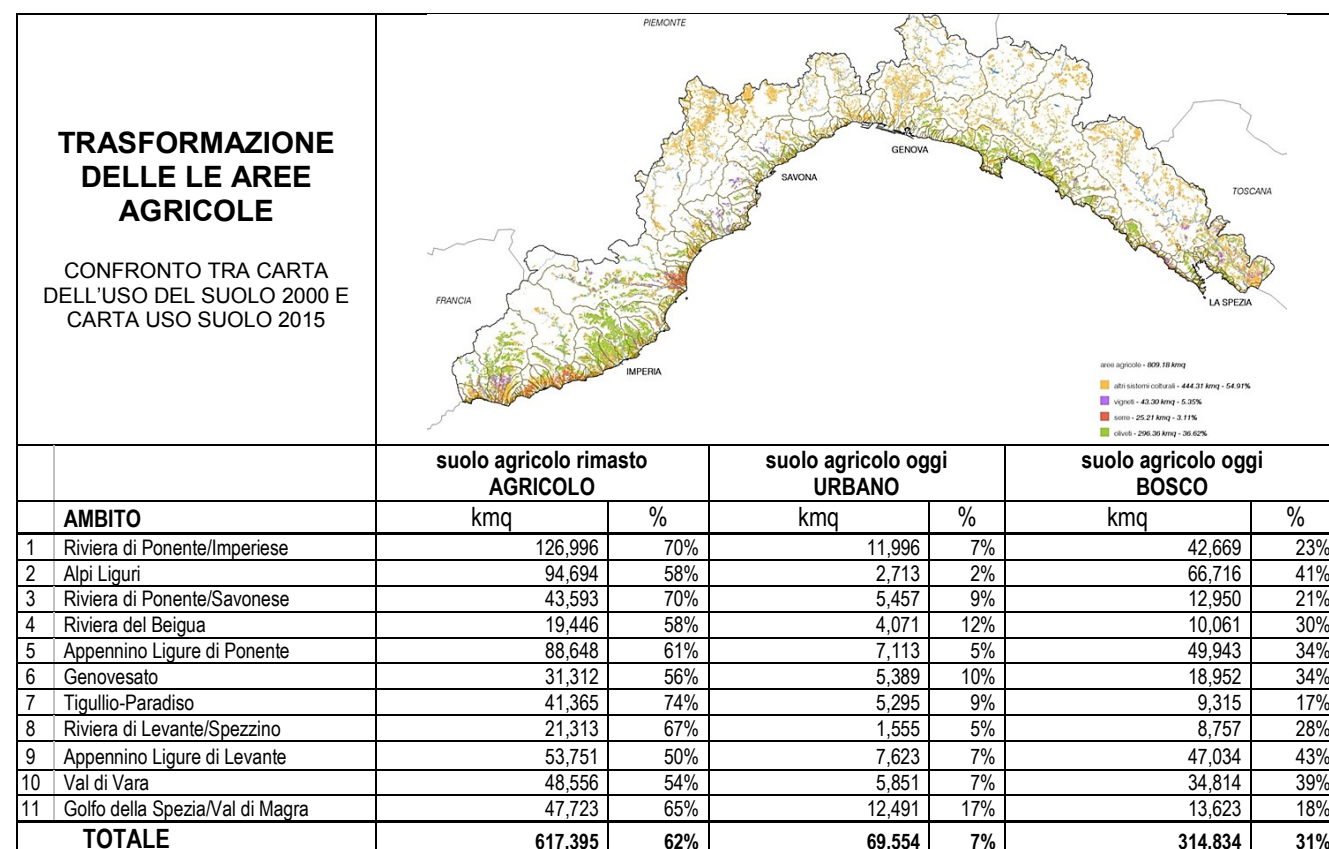 TRASFORMAZIONE
DELLE LE AREE
AGRICOLE
CONFRONTO TRA CARTA
DELL'USO DEL SUOLO 2000 E
CARTA USO SUOLO 2015
PIEMONTE
GENOVA
SAVONA
TOSCANA
FRANCIA
LA SPEZIA
IMPERIA
aree agricole - 809.18 kmq
altri sistemi colturali - 444.31 kmq - 54.91%
vigneti - 43.30 kmq - 5.35%
serre - 25.21 kmq - 3.11%
oliveti - 296.36 kmq - 36.62%
suolo agricolo rimasto AGRICOLO suolo agricolo oggi URBANO suolo agricolo oggi BOSCO
AMBITO kmq % kmq % kmq %
1 Riviera di Ponente/Imperiese 126,996 70% 11,996 7% 42,669 23%
2 Alpi Liguri 94,694 58% 2,713 2% 66,716 41%
3 Riviera di Ponente/Savonese 43,593 70% 5,457 9% 12,950 21%
4 Riviera del Beigua 19,446 58% 4,071 12% 10,061 30%
5 Appennino Ligure di Ponente 88,648 61% 7,113 5% 49,943 34%
6 Genovesato 31,312 56% 5,389 10% 18,952 34%
7 Tigullio-Paradiso 41,365 74% 5,295 9% 9,315 17%
8 Riviera di Levante/Spezzino 21,313 67% 1,555 5% 8,757 28%
9 Appennino Ligure di Levante 53,751 50% 7,623 7% 47,034 43%
10 Val di Vara 48,556 54% 5,851 7% 34,814 39%
11 Golfo della Spezia/Val di Magra 47,723 65% 12,491 17% 13,623 18%
TOTALE 617,395 62% 69,554 7% 314,834 31%